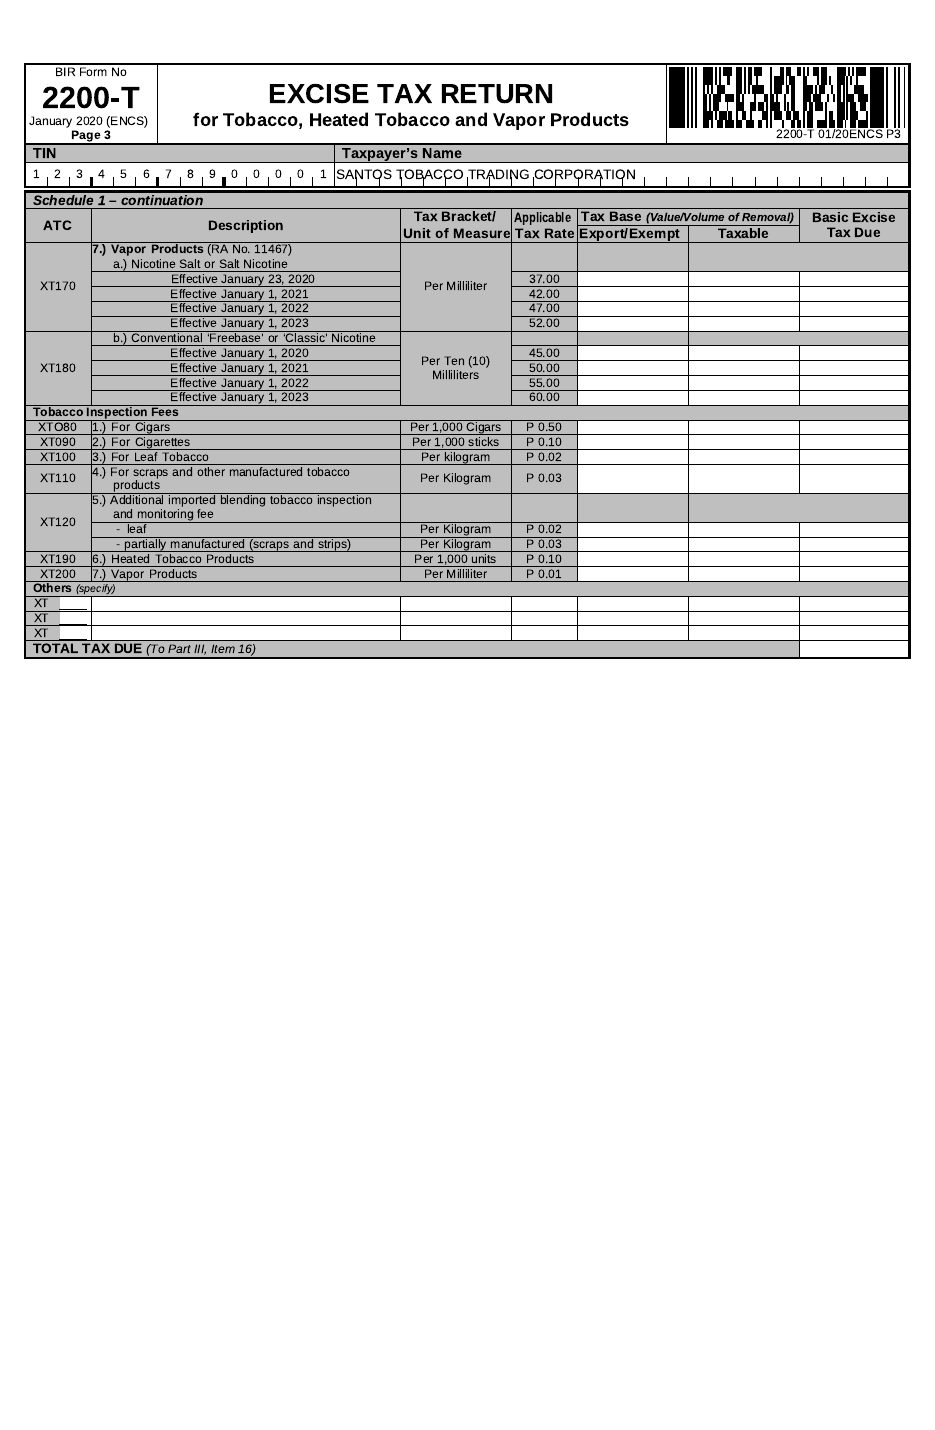 BIR Form No
2200-T
January 2020 (ENCS)
Page 3
EXCISE TAX RETURN
for Tobacco, Heated Tobacco and Vapor Products
2200-T 01/20ENCS P3
TIN Taxpayer's Name
1 2 3 4 5 6 7 8 9 0 0 0 0 1 SANTOS TOBACCO TRADING CORPORATION
Schedule 1 – continuation
ATC Description Tax Bracket/ Unit of Measure Applicable Tax Rate Tax Base (Value/Volume of Removal) Basic Excise Tax Due
Export/Exempt Taxable
XT170 7.) Vapor Products (RA No. 11467) Per Milliliter
a.) Nicotine Salt or Salt Nicotine
Effective January 23, 2020 37.00
Effective January 1, 2021 42.00
Effective January 1, 2022 47.00
Effective January 1, 2023 52.00
XT180 b.) Conventional 'Freebase' or 'Classic' Nicotine Per Ten (10) Milliliters
Effective January 1, 2020 45.00
Effective January 1, 2021 50.00
Effective January 1, 2022 55.00
Effective January 1, 2023 60.00
Tobacco Inspection Fees
XTO80 1.) For Cigars Per 1,000 Cigars P 0.50
XT090 2.) For Cigarettes Per 1,000 sticks P 0.10
XT100 3.) For Leaf Tobacco Per kilogram P 0.02
XT110 4.) For scraps and other manufactured tobacco products Per Kilogram P 0.03
XT120 5.) Additional imported blending tobacco inspection and monitoring fee
- leaf Per Kilogram P 0.02
- partially manufactured (scraps and strips) Per Kilogram P 0.03
XT190 6.) Heated Tobacco Products Per 1,000 units P 0.10
XT200 7.) Vapor Products Per Milliliter P 0.01
Others (specify)
XT
XT
XT
TOTAL TAX DUE (To Part III, Item 16)